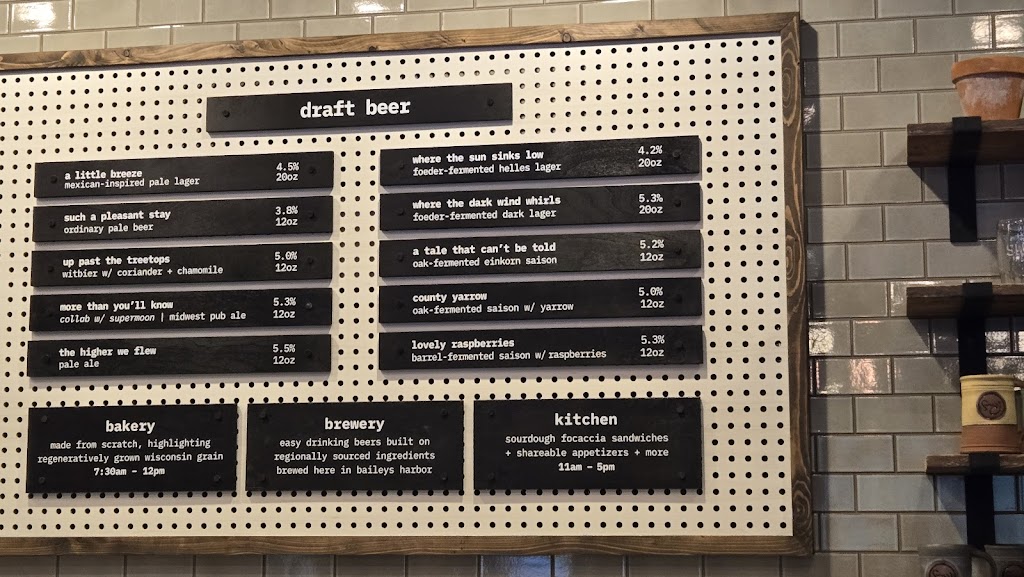 draft beer
a little breeze 4.5%
mexican-inspired pale lager 20oz
such a pleasant stay 3.8%
ordinary pale beer 12oz
up past the treetops 5.0%
witbier w/ coriander + chamomile 12oz
more than you'll know 5.3%
collab w/ supermoon | midwest pub ale 12oz
the higher we flew 5.5%
pale ale 12oz
where the sun sinks low 4.2%
foeder-fermented helles lager 20oz
where the dark wind whirls 5.3%
foeder-fermented dark lager 20oz
a tale that can't be told 5.2%
oak-fermented einkorn saison 12oz
county yarrow 5.0%
oak-fermented saison w/ yarrow 12oz
lovely raspberries 5.3%
barrel-fermented saison w/ raspberries 12oz
bakery
made from scratch, highlighting
regeneratively grown wisconsin grain
7:30am – 12pm
brewery
easy drinking beers built on
regionally sourced ingredients
brewed here in baileys harbor
kitchen
sourdough focaccia sandwiches
+ shareable appetizers + more
11am – 5pm